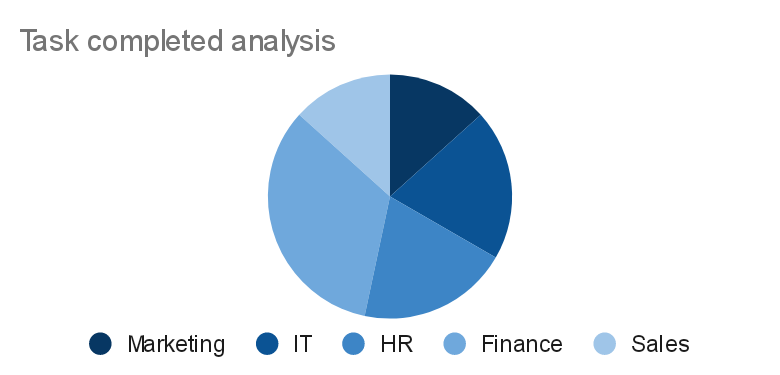 Task completed analysis
Marketing IT HR Finance Sales